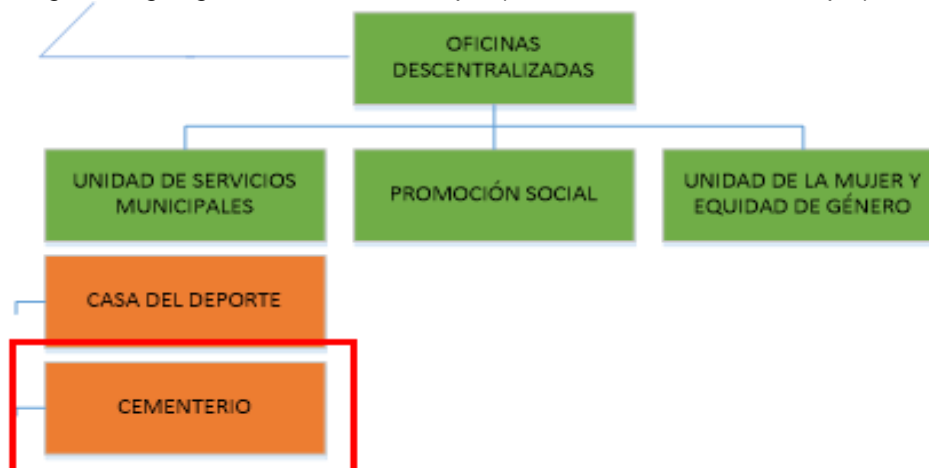 OFICINAS
DESCENTRALIZADAS
UNIDAD DE SERVICIOS
MUNICIPALES
PROMOCIÓN SOCIAL
UNIDAD DE LA MUJER Y
EQUIDAD DE GÉNERO
CASA DEL DEPORTE
CEMENTERIO